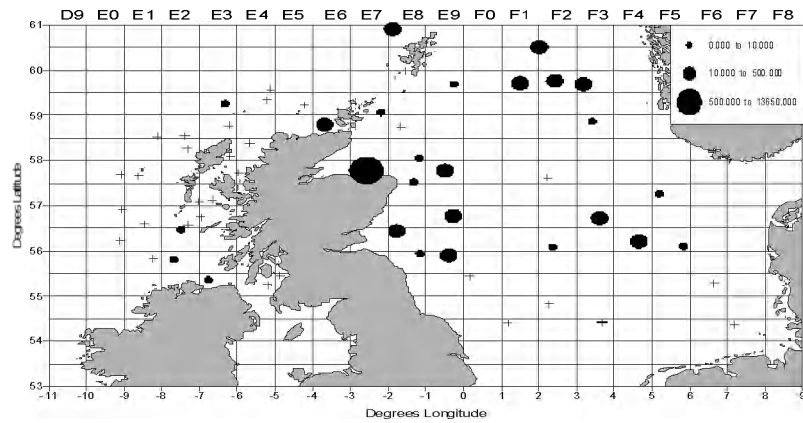 D9 E0 E1 E2 E3 E4 E5 E6 E7 E8 E9 F0 F1 F2 F3 F4 F5 F6 F7 F8
61
60
59
58
57
56
55
54
53
0.000 to 10.000
10.000 to 500.000
500.000 to 13650.000
Degrees Latitude
-11 -10 -9 -8 -7 -6 -5 -4 -3 -2 -1 0 1 2 3 4 5 6 7 8 9
Degrees Longitude